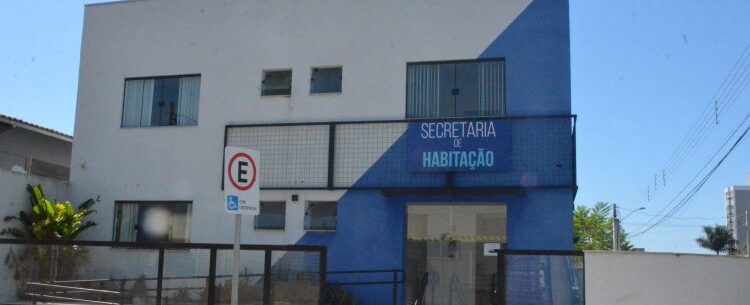 SECRETARIA
DE
HABITAÇÃO
E